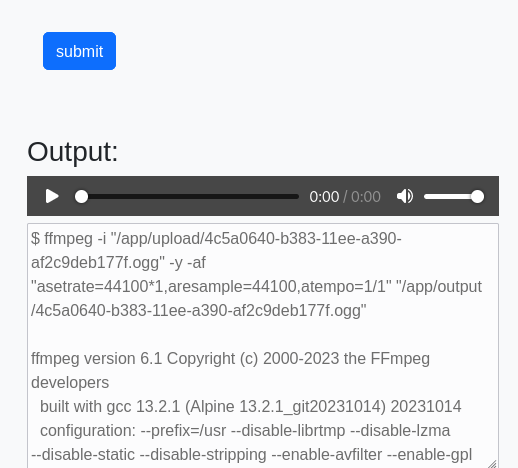 submit
Output:
0:00 / 0:00
$ ffmpeg -i "/app/upload/4c5a0640-b383-11ee-a390-
af2c9deb177f.ogg" -y -af
"asetrate=44100*1,aresample=44100,atempo=1/1" "/app/output
/4c5a0640-b383-11ee-a390-af2c9deb177f.ogg"
ffmpeg version 6.1 Copyright (c) 2000-2023 the FFmpeg
developers
built with gcc 13.2.1 (Alpine 13.2.1_git20231014) 20231014
configuration: --prefix=/usr --disable-librtmp --disable-lzma
--disable-static --disable-stripping --enable-avfilter --enable-gpl